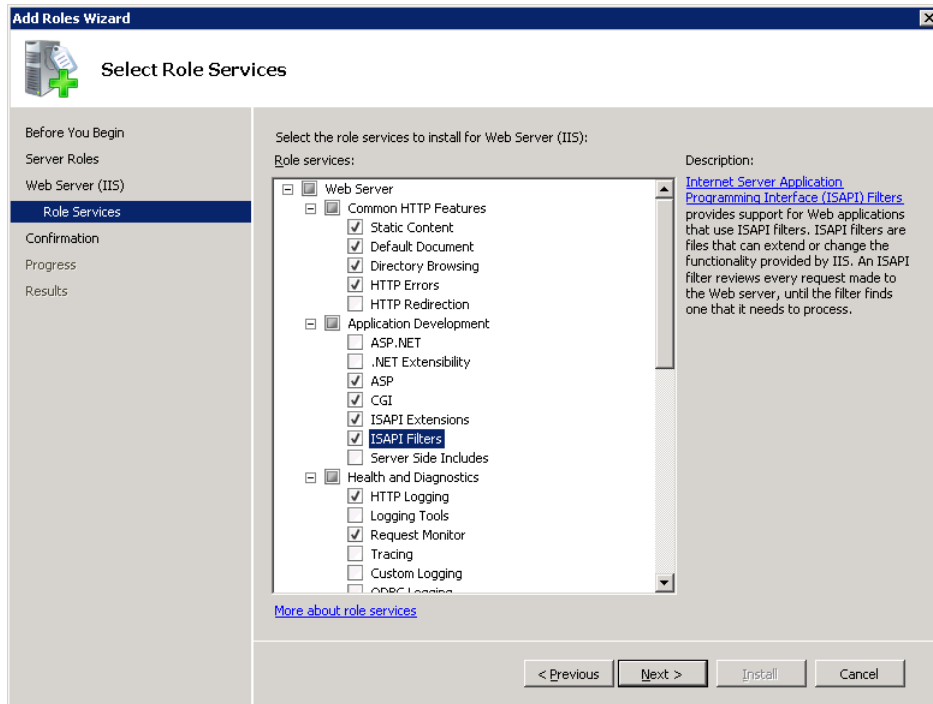 Add Roles Wizard
Select Role Services
Before You Begin
Server Roles
Web Server (IIS)
Role Services
Confirmation
Progress
Results
Select the role services to install for Web Server (IIS):
Role services:
Web Server
Common HTTP Features
Static Content
Default Document
Directory Browsing
HTTP Errors
HTTP Redirection
Application Development
ASP.NET
.NET Extensibility
ASP
CGI
ISAPI Extensions
ISAPI Filters
Server Side Includes
Health and Diagnostics
HTTP Logging
Logging Tools
Request Monitor
Tracing
Custom Logging
ODBC Logging
More about role services
Description:
Internet Server Application
Programming Interface (ISAPI) Filters
provides support for Web applications
that use ISAPI filters. ISAPI filters are
files that can extend or change the
functionality provided by IIS. An ISAPI
filter reviews every request made to
the Web server, until the filter finds
one that it needs to process.
< Previous
Next >
Install
Cancel